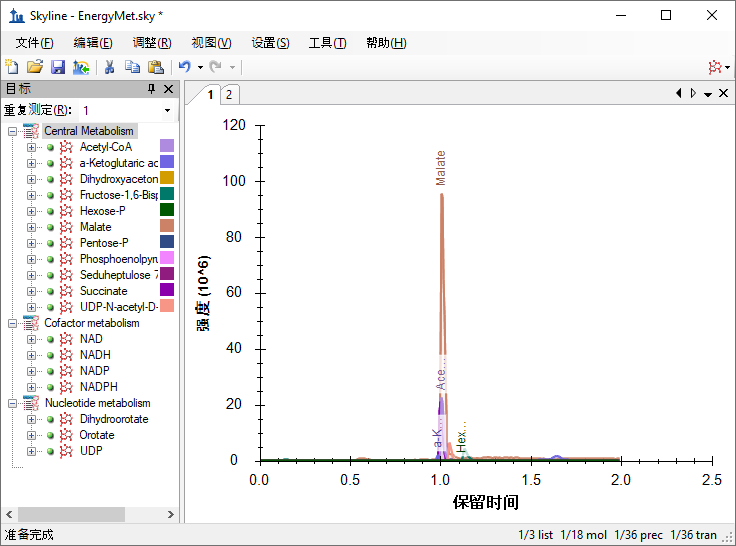 Skyline - EnergyMet.sky *
文件(F) 编辑(E) 调整(R) 视图(V) 设置(S) 工具(T) 帮助(H)
目标
重复测定(R): 1
Central Metabolism
Acetyl-CoA
a-Ketoglutaric ac
Dihydroxyaceton
Fructose-1,6-Bisp
Hexose-P
Malate
Pentose-P
Phosphoenolpyru
Seduheptulose 7
Succinate
UDP-N-acetyl-D-
Cofactor metabolism
NAD
NADH
NADP
NADPH
Nucleotide metabolism
Dihydroorotate
Orotate
UDP
1 2
120
100
80
60
40
20
0
强度 (10^6)
Malate
Ace...
a-K...
Hex...
0.0 0.5 1.0 1.5 2.0 2.5
保留时间
准备完成
1/3 list 1/18 mol 1/36 prec 1/36 tran